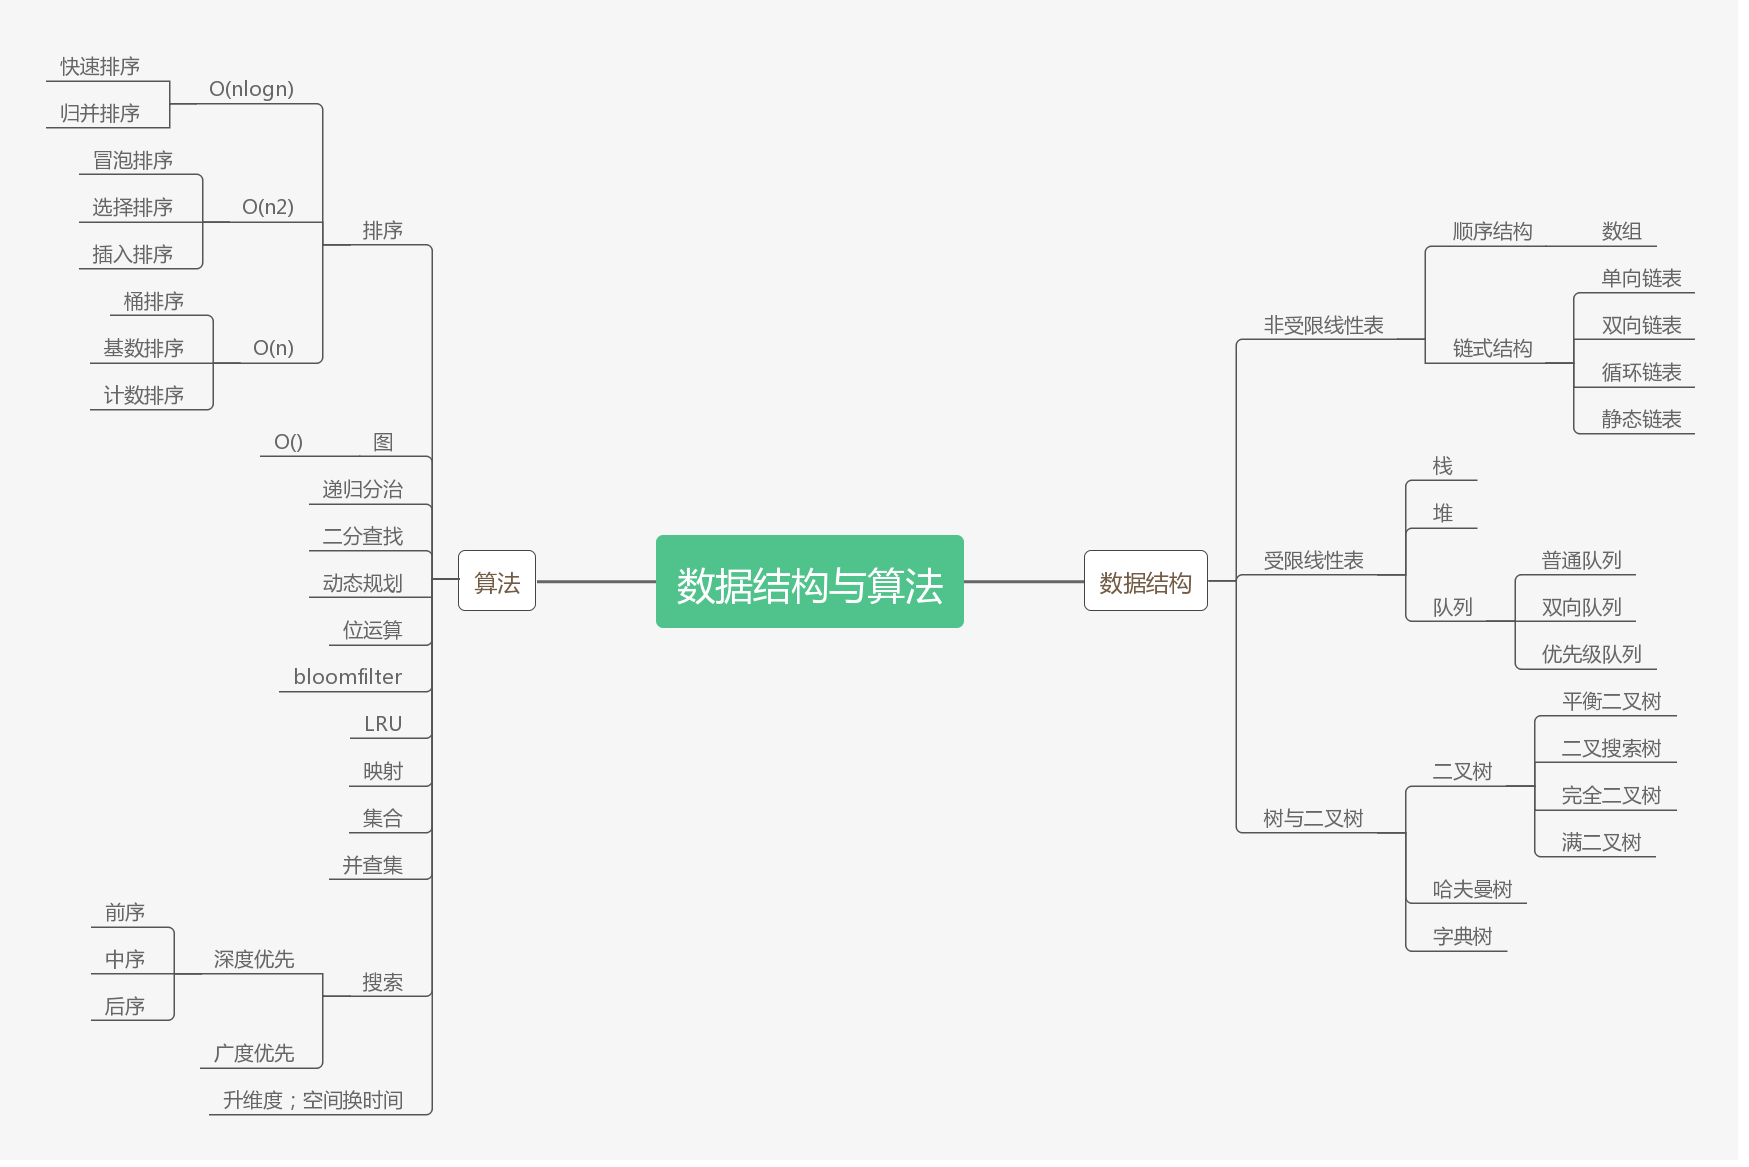 数据结构与算法
算法
排序
O(nlogn)
快速排序
归并排序
O(n2)
冒泡排序
选择排序
插入排序
O(n)
桶排序
基数排序
计数排序
图
O()
递归分治
二分查找
动态规划
位运算
bloomfilter
LRU
映射
集合
并查集
搜索
深度优先
前序
中序
后序
广度优先
升维度；空间换时间
数据结构
非受限线性表
顺序结构
数组
链式结构
单向链表
双向链表
循环链表
静态链表
受限线性表
栈
堆
队列
普通队列
双向队列
优先级队列
树与二叉树
二叉树
平衡二叉树
二叉搜索树
完全二叉树
满二叉树
哈夫曼树
字典树